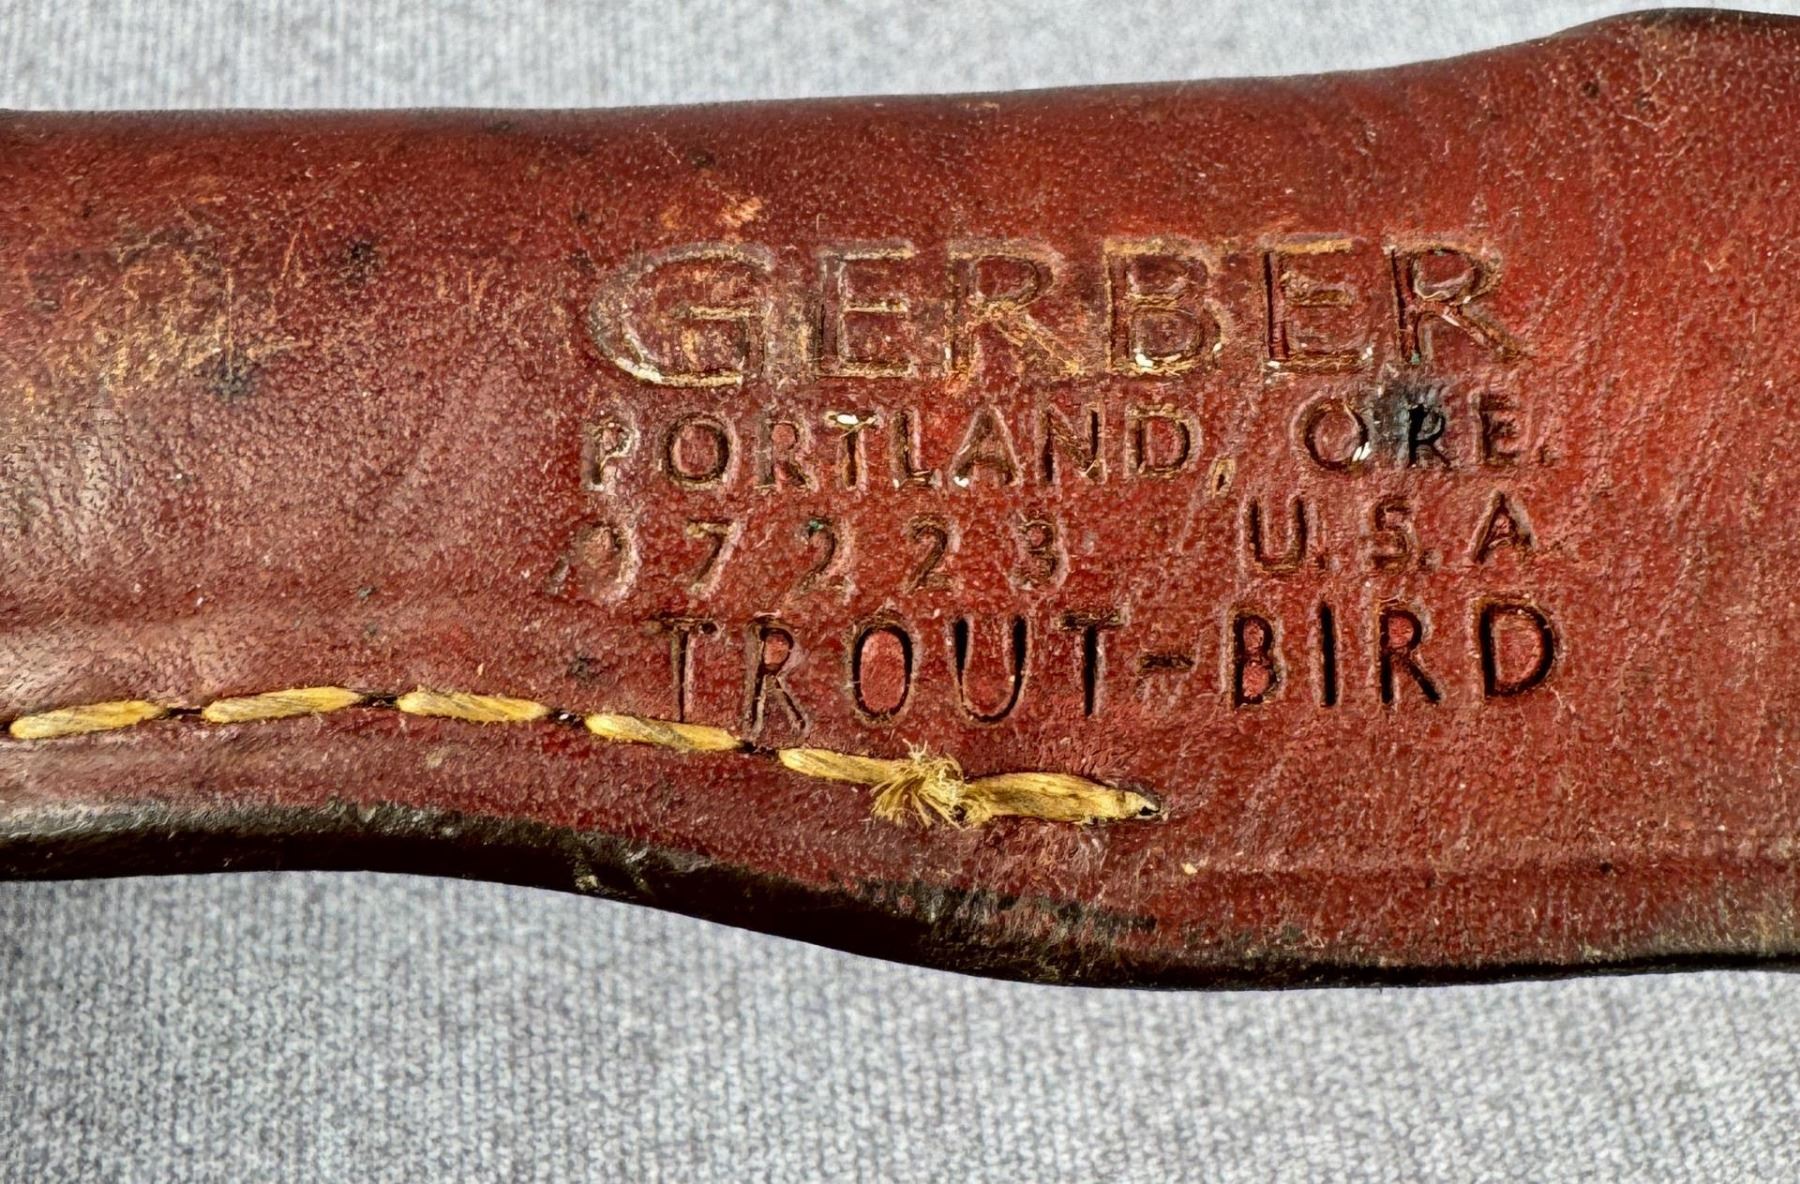 GERBER
PORTLAND, ORE.
97223 U.S.A.
TROUT-BIRD